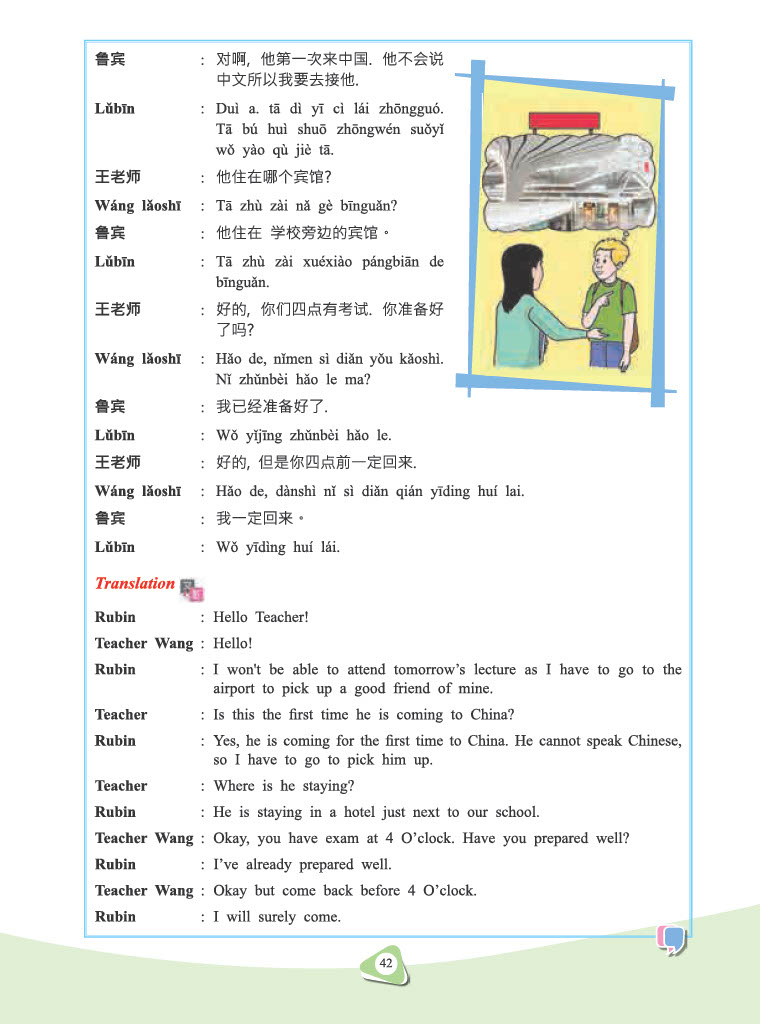 鲁宾 : 对啊, 他第一次来中国. 他不会说
中文所以我要去接他.
Lǔbīn : Duì a. tā dì yī cì lái zhōngguó.
Tā bú huì shuō zhōngwén suǒyǐ
wǒ yào qù jiè tā.
王老师 : 他住在哪个宾馆?
Wáng lǎoshī : Tā zhù zài nǎ gè bīnguǎn?
鲁宾 : 他住在 学校旁边的宾馆。
Lǔbīn : Tā zhù zài xuéxiào pángbiān de
bīnguǎn.
王老师 : 好的, 你们四点有考试. 你准备好
了吗?
Wáng lǎoshī : Hǎo de, nǐmen sì diǎn yǒu kǎoshì.
Nǐ zhǔnbèi hǎo le ma?
鲁宾 : 我已经准备好了.
Lǔbīn : Wǒ yǐjīng zhǔnbèi hǎo le.
王老师 : 好的, 但是你四点前一定回来.
Wáng lǎoshī : Hǎo de, dànshì nǐ sì diǎn qián yīding huí lai.
鲁宾 : 我一定回来。
Lǔbīn : Wǒ yīdìng huí lái.
Translation
Rubin : Hello Teacher!
Teacher Wang : Hello!
Rubin : I won't be able to attend tomorrow’s lecture as I have to go to the
airport to pick up a good friend of mine.
Teacher : Is this the first time he is coming to China?
Rubin : Yes, he is coming for the first time to China. He cannot speak Chinese,
so I have to go to pick him up.
Teacher : Where is he staying?
Rubin : He is staying in a hotel just next to our school.
Teacher Wang : Okay, you have exam at 4 O’clock. Have you prepared well?
Rubin : I’ve already prepared well.
Teacher Wang : Okay but come back before 4 O’clock.
Rubin : I will surely come.
42